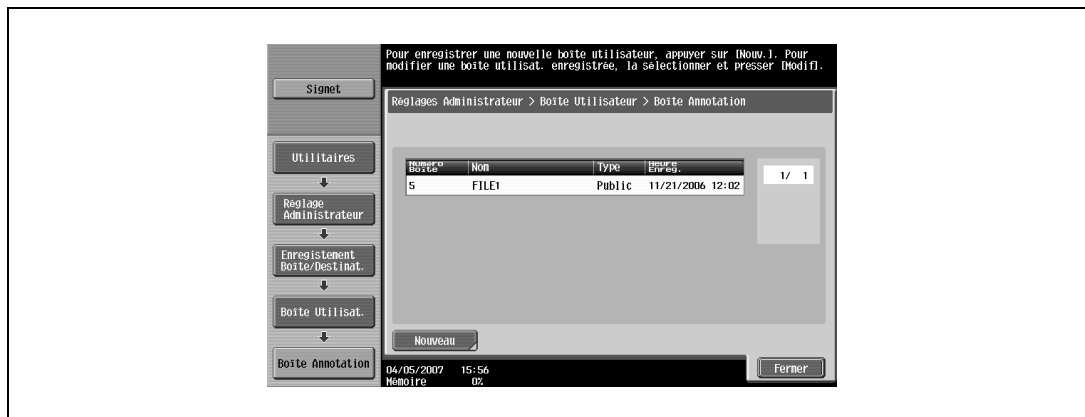 Pour enregistrer une nouvelle boîte utilisateur, appuyer sur [Nouv.]. Pour
modifier une boîte utilisat. enregistrée, la sélectionner et presser [Modif].
Signet
Réglages Administrateur > Boîte Utilisateur > Boîte Annotation
Utilitaires
Réglage
Administrateur
Enregistement
Boîte/Destinat.
Boîte Utilisat.
Boîte Annotation
Numéro
Boîte
Nom
Type
Heure
Enreg.
5 FILE1 Public 11/21/2006 12:02
1/ 1
Nouveau
04/05/2007 15:56
Mémoire 0%
Fermer